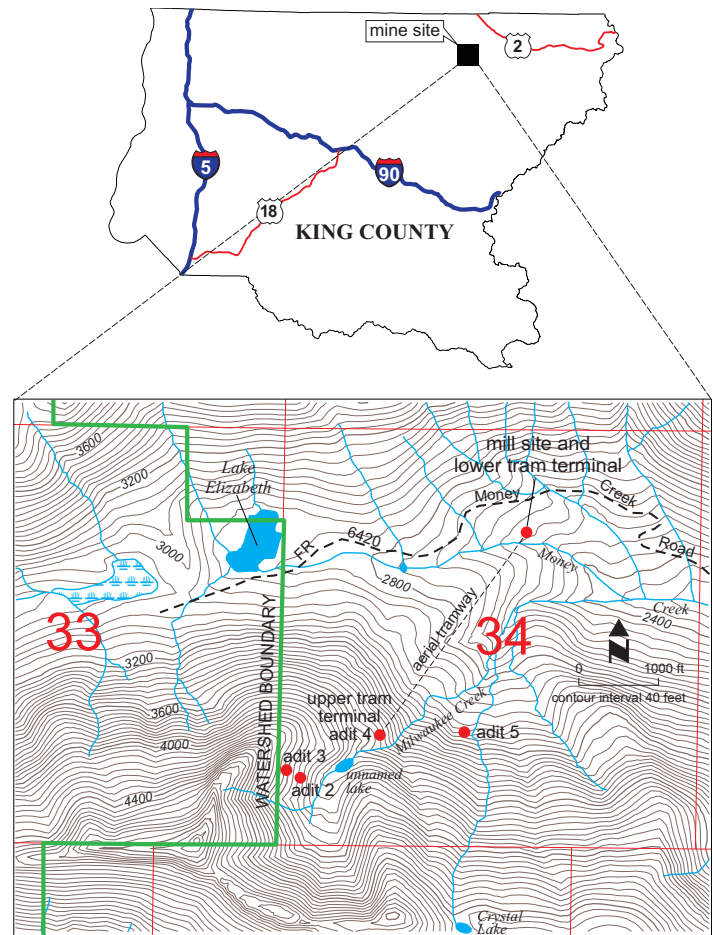 mine site
2
5
90
18
KING COUNTY
mill site and
lower tram terminal
3600
Lake
Elizabeth
3200
Money
Creek
3000
FR
6420
Road
Money
2800
aerial tramway
33
34
Creek
2400
WATERSHED BOUNDARY
N
3200
0
1000 ft
contour interval 40 feet
upper tram
terminal
adit 4
3600
Milwaukee Creek
adit 5
4000
adit 3
unnamed
lake
adit 2
4400
Crystal
Lake